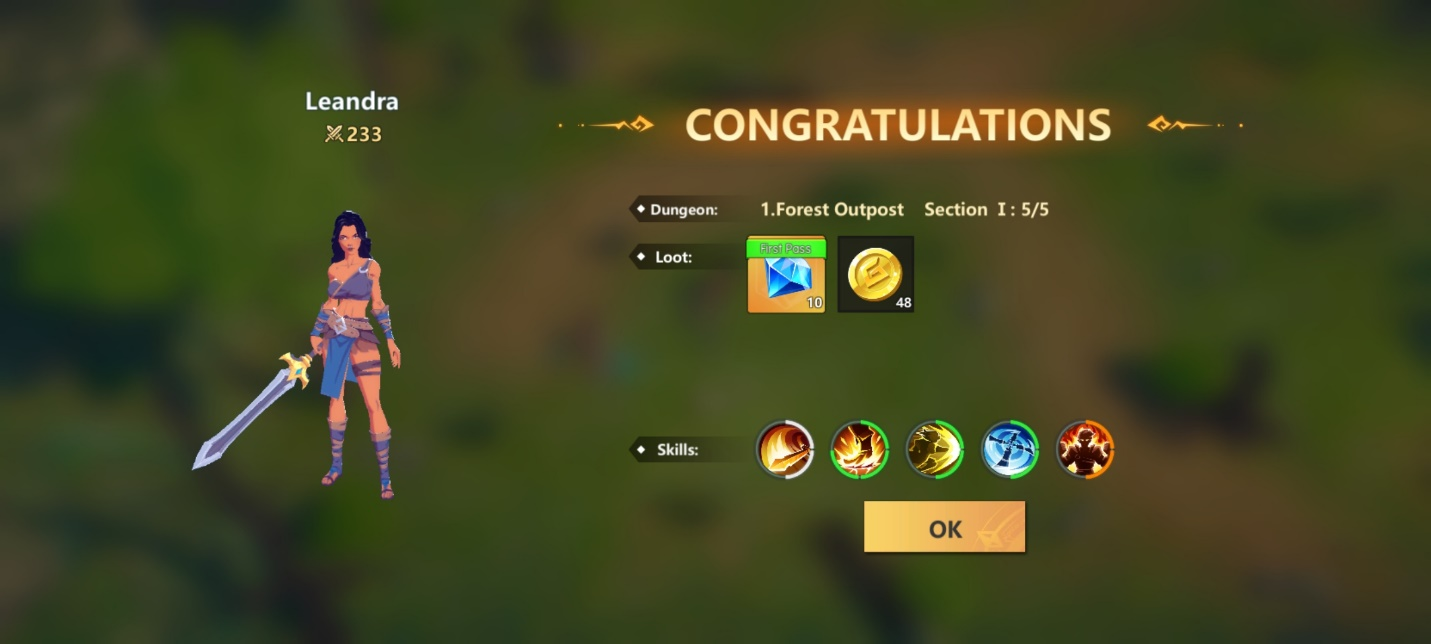 Leandra
233
CONGRATULATIONS
Dungeon: 1.Forest Outpost Section I: 5/5
Loot:
First Pass
10
48
Skills:
OK